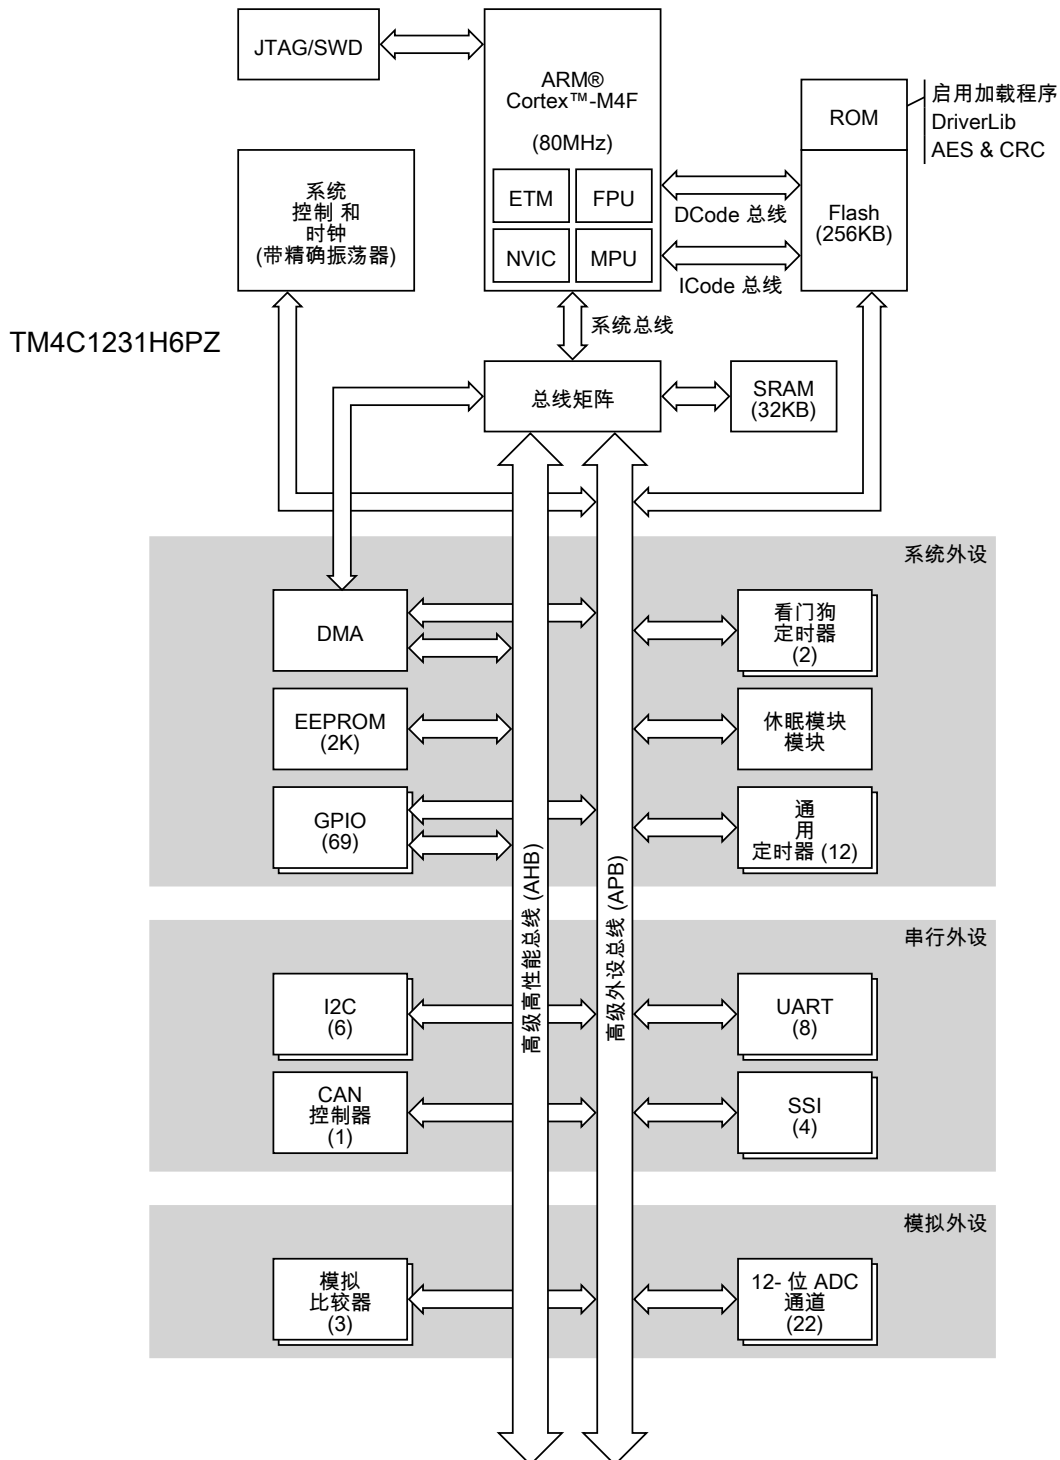 JTAG/SWD
ARM®
Cortex™-M4F
(80MHz)
ETM
FPU
NVIC
MPU
ROM
启用加载程序
DriverLib
AES & CRC
Flash
(256KB)
DCode 总线
ICode 总线
系统
控制 和
时钟
(带精确振荡器)
系统总线
TM4C1231H6PZ
总线矩阵
SRAM
(32KB)
系统外设
DMA
看门狗
定时器
(2)
EEPROM
(2K)
休眠模块
模块
GPIO
(69)
通
用
定时器 (12)
高级高性能总线 (AHB)
高级外设总线 (APB)
串行外设
I2C
(6)
UART
(8)
CAN
控制器
(1)
SSI
(4)
模拟外设
模拟
比较器
(3)
12- 位 ADC
通道
(22)